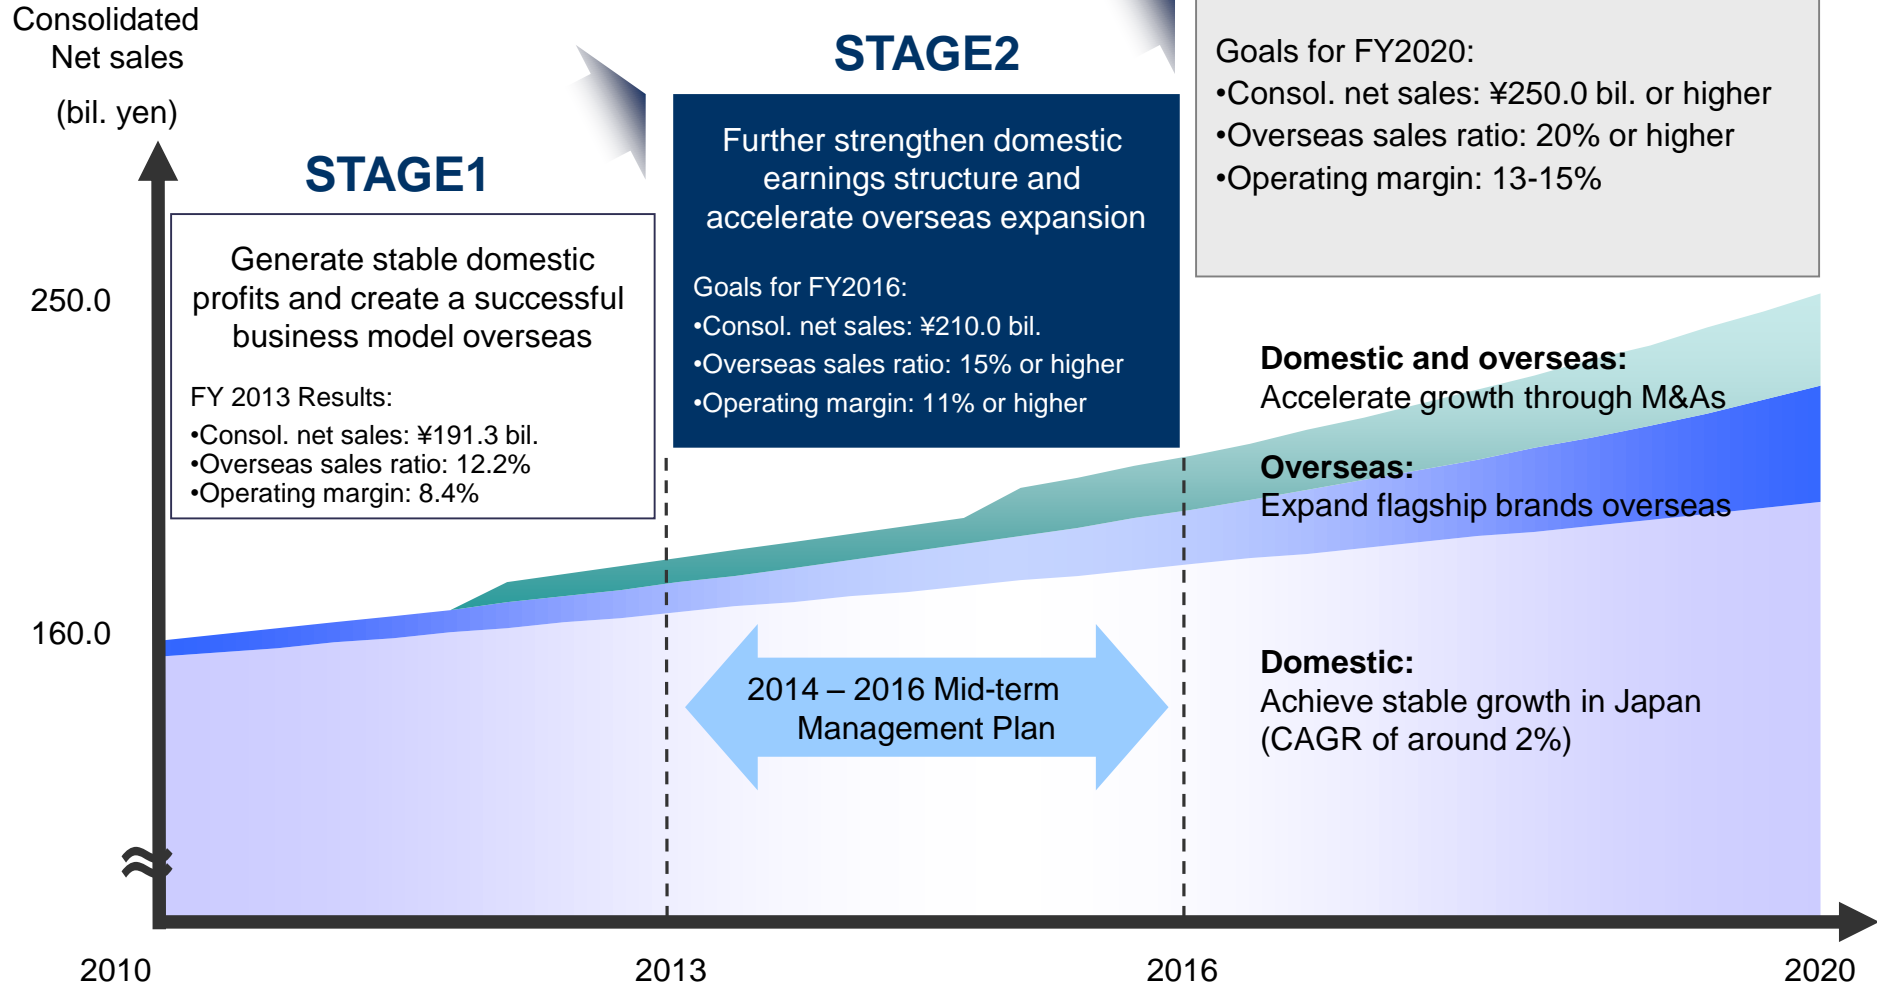 Consolidated
Net sales
(bil. yen)
STAGE1
Generate stable domestic
profits and create a successful
business model overseas
FY 2013 Results:
•Consol. net sales: ¥191.3 bil.
•Overseas sales ratio: 12.2%
•Operating margin: 8.4%
STAGE2
Further strengthen domestic
earnings structure and
accelerate overseas expansion
Goals for FY2016:
•Consol. net sales: ¥210.0 bil.
•Overseas sales ratio: 15% or higher
•Operating margin: 11% or higher
Goals for FY2020:
•Consol. net sales: ¥250.0 bil. or higher
•Overseas sales ratio: 20% or higher
•Operating margin: 13-15%
250.0
160.0
Domestic and overseas:
Accelerate growth through M&As
Overseas:
Expand flagship brands overseas
Domestic:
Achieve stable growth in Japan
(CAGR of around 2%)
2014 – 2016 Mid-term
Management Plan
2010
2013
2016
2020